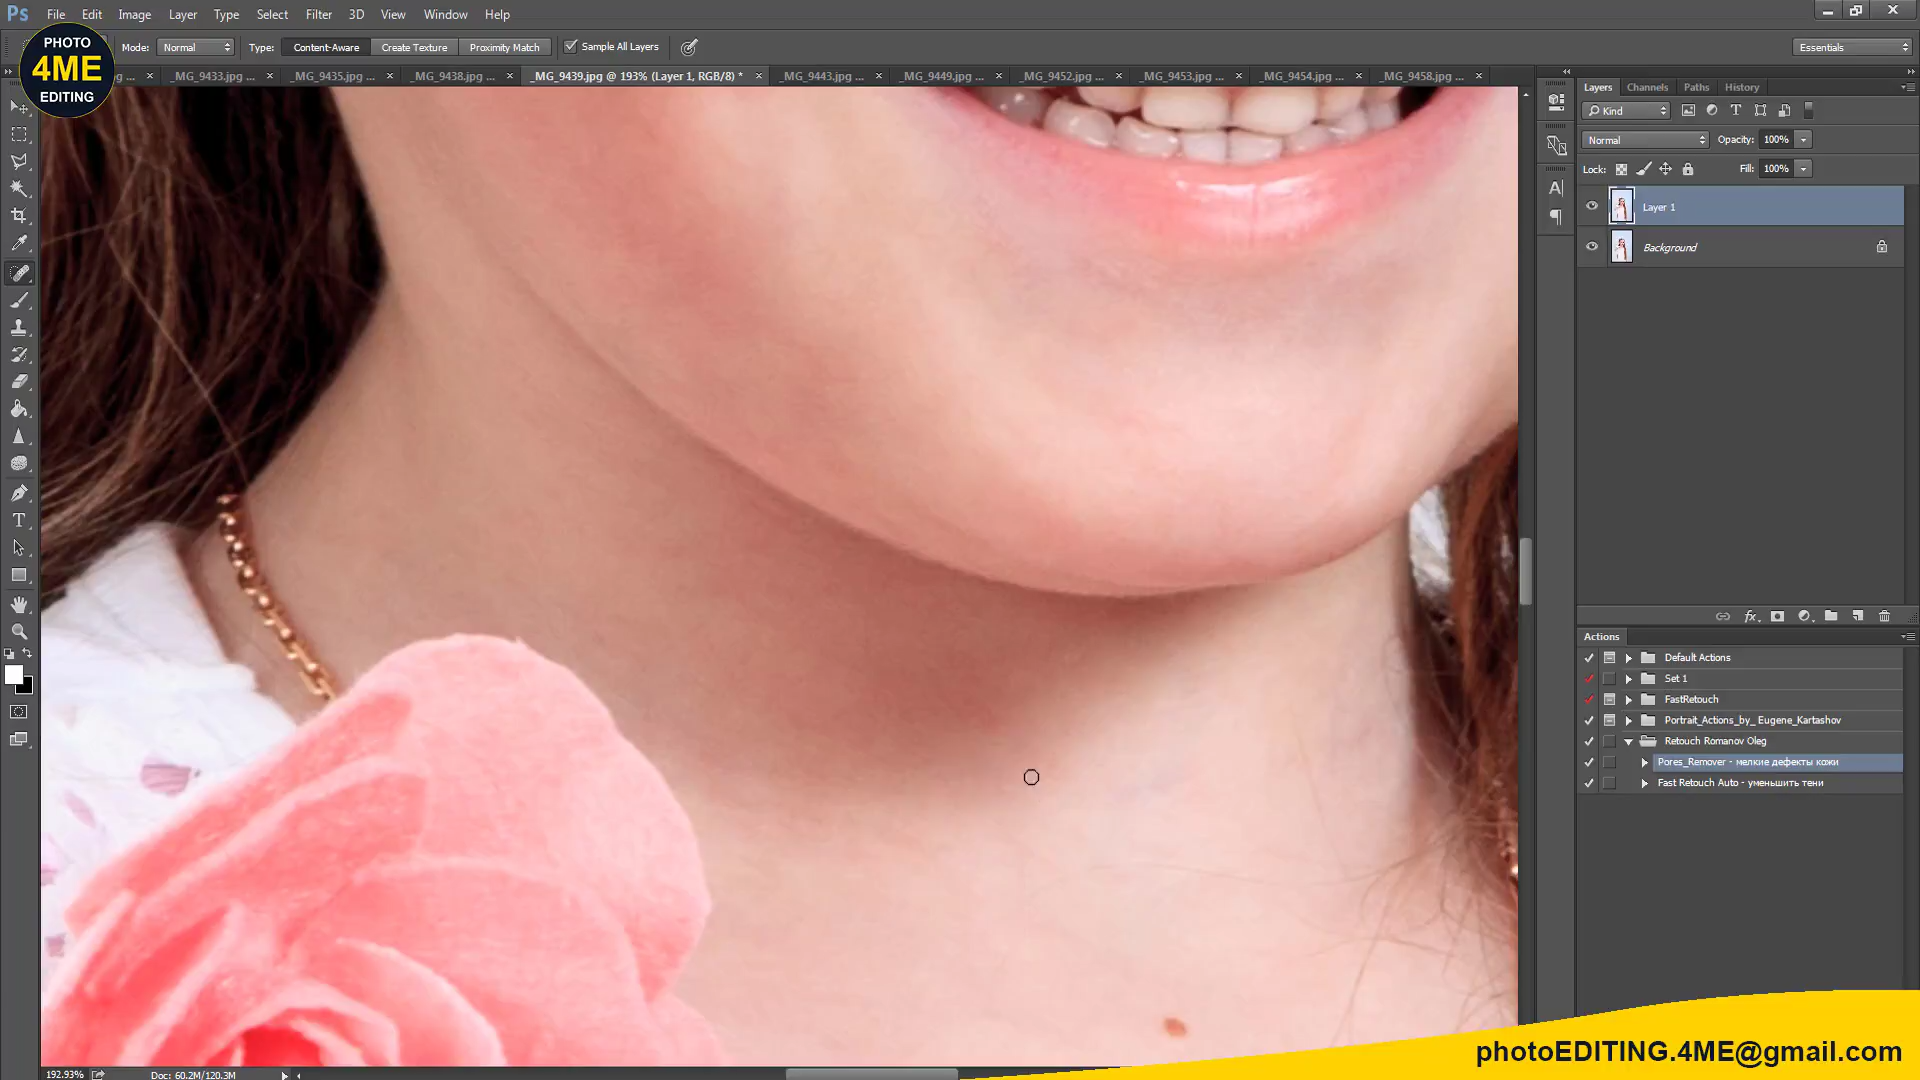 Ps File Edit Image Layer Type Select Filter 3D View Window Help
PHOTO
4ME
EDITING
Mode: Normal Type: Content-Aware Create Texture Proximity Match Sample All Layers Essentials
_MG_9433.jpg ... _MG_9435.jpg ... _MG_9438.jpg ... _MG_9439.jpg @ 193% (Layer 1, RGB/8) * _MG_9443.jpg ... _MG_9449.jpg ... _MG_9452.jpg ... _MG_9453.jpg ... _MG_9454.jpg ... _MG_9458.jpg ...
Layers Channels Paths History
Kind
Normal Opacity: 100%
Lock: Fill: 100%
Layer 1
Background
Actions
Default Actions
Set 1
FastRetouch
Portrait_Actions_by_ Eugene_Kartashov
Retouch Romanov Oleg
Pores_Remover - мелкие дефекты кожи
Fast Retouch Auto - уменьшить тени
photoEDITING.4ME@gmail.com
192.93% Doc: 60.2M/120.3M